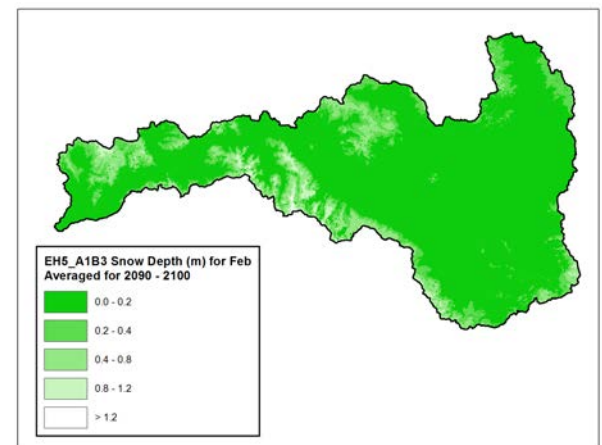 EH5_A1B3 Snow Depth (m) for Feb
Averaged for 2090 - 2100
0.0 - 0.2
0.2 - 0.4
0.4 - 0.8
0.8 - 1.2
> 1.2